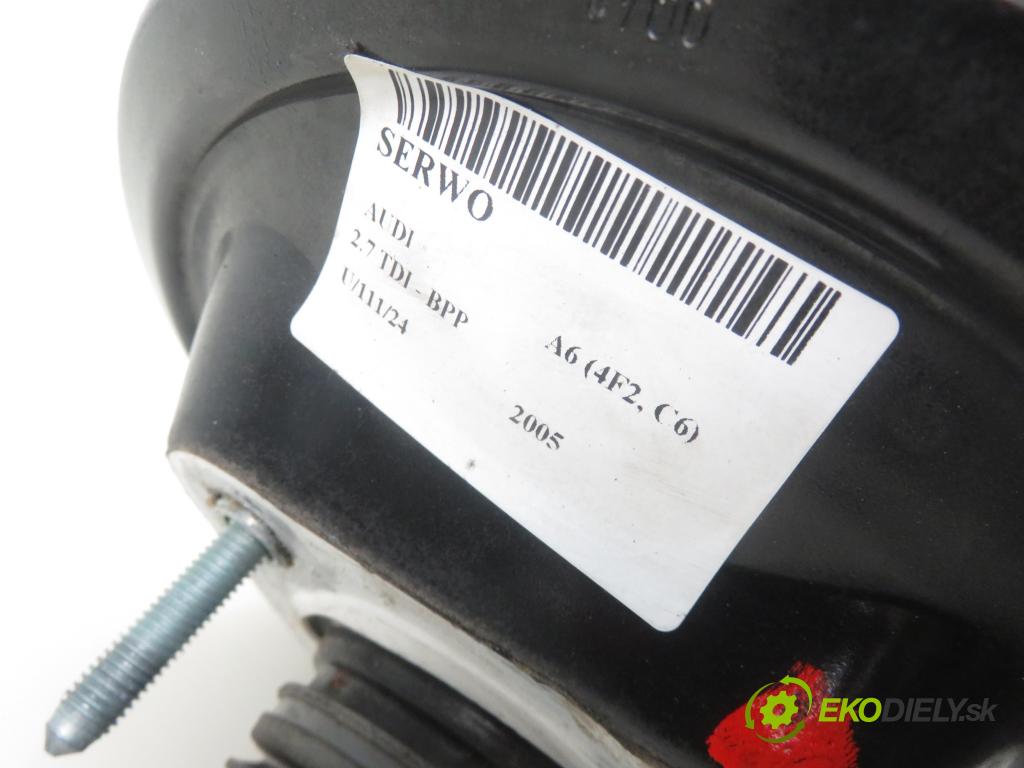 SERWO
AUDI
A6 (4F2, C6)
2.7 TDI - BPP
2005
U/111/24
EKODIELY.sk